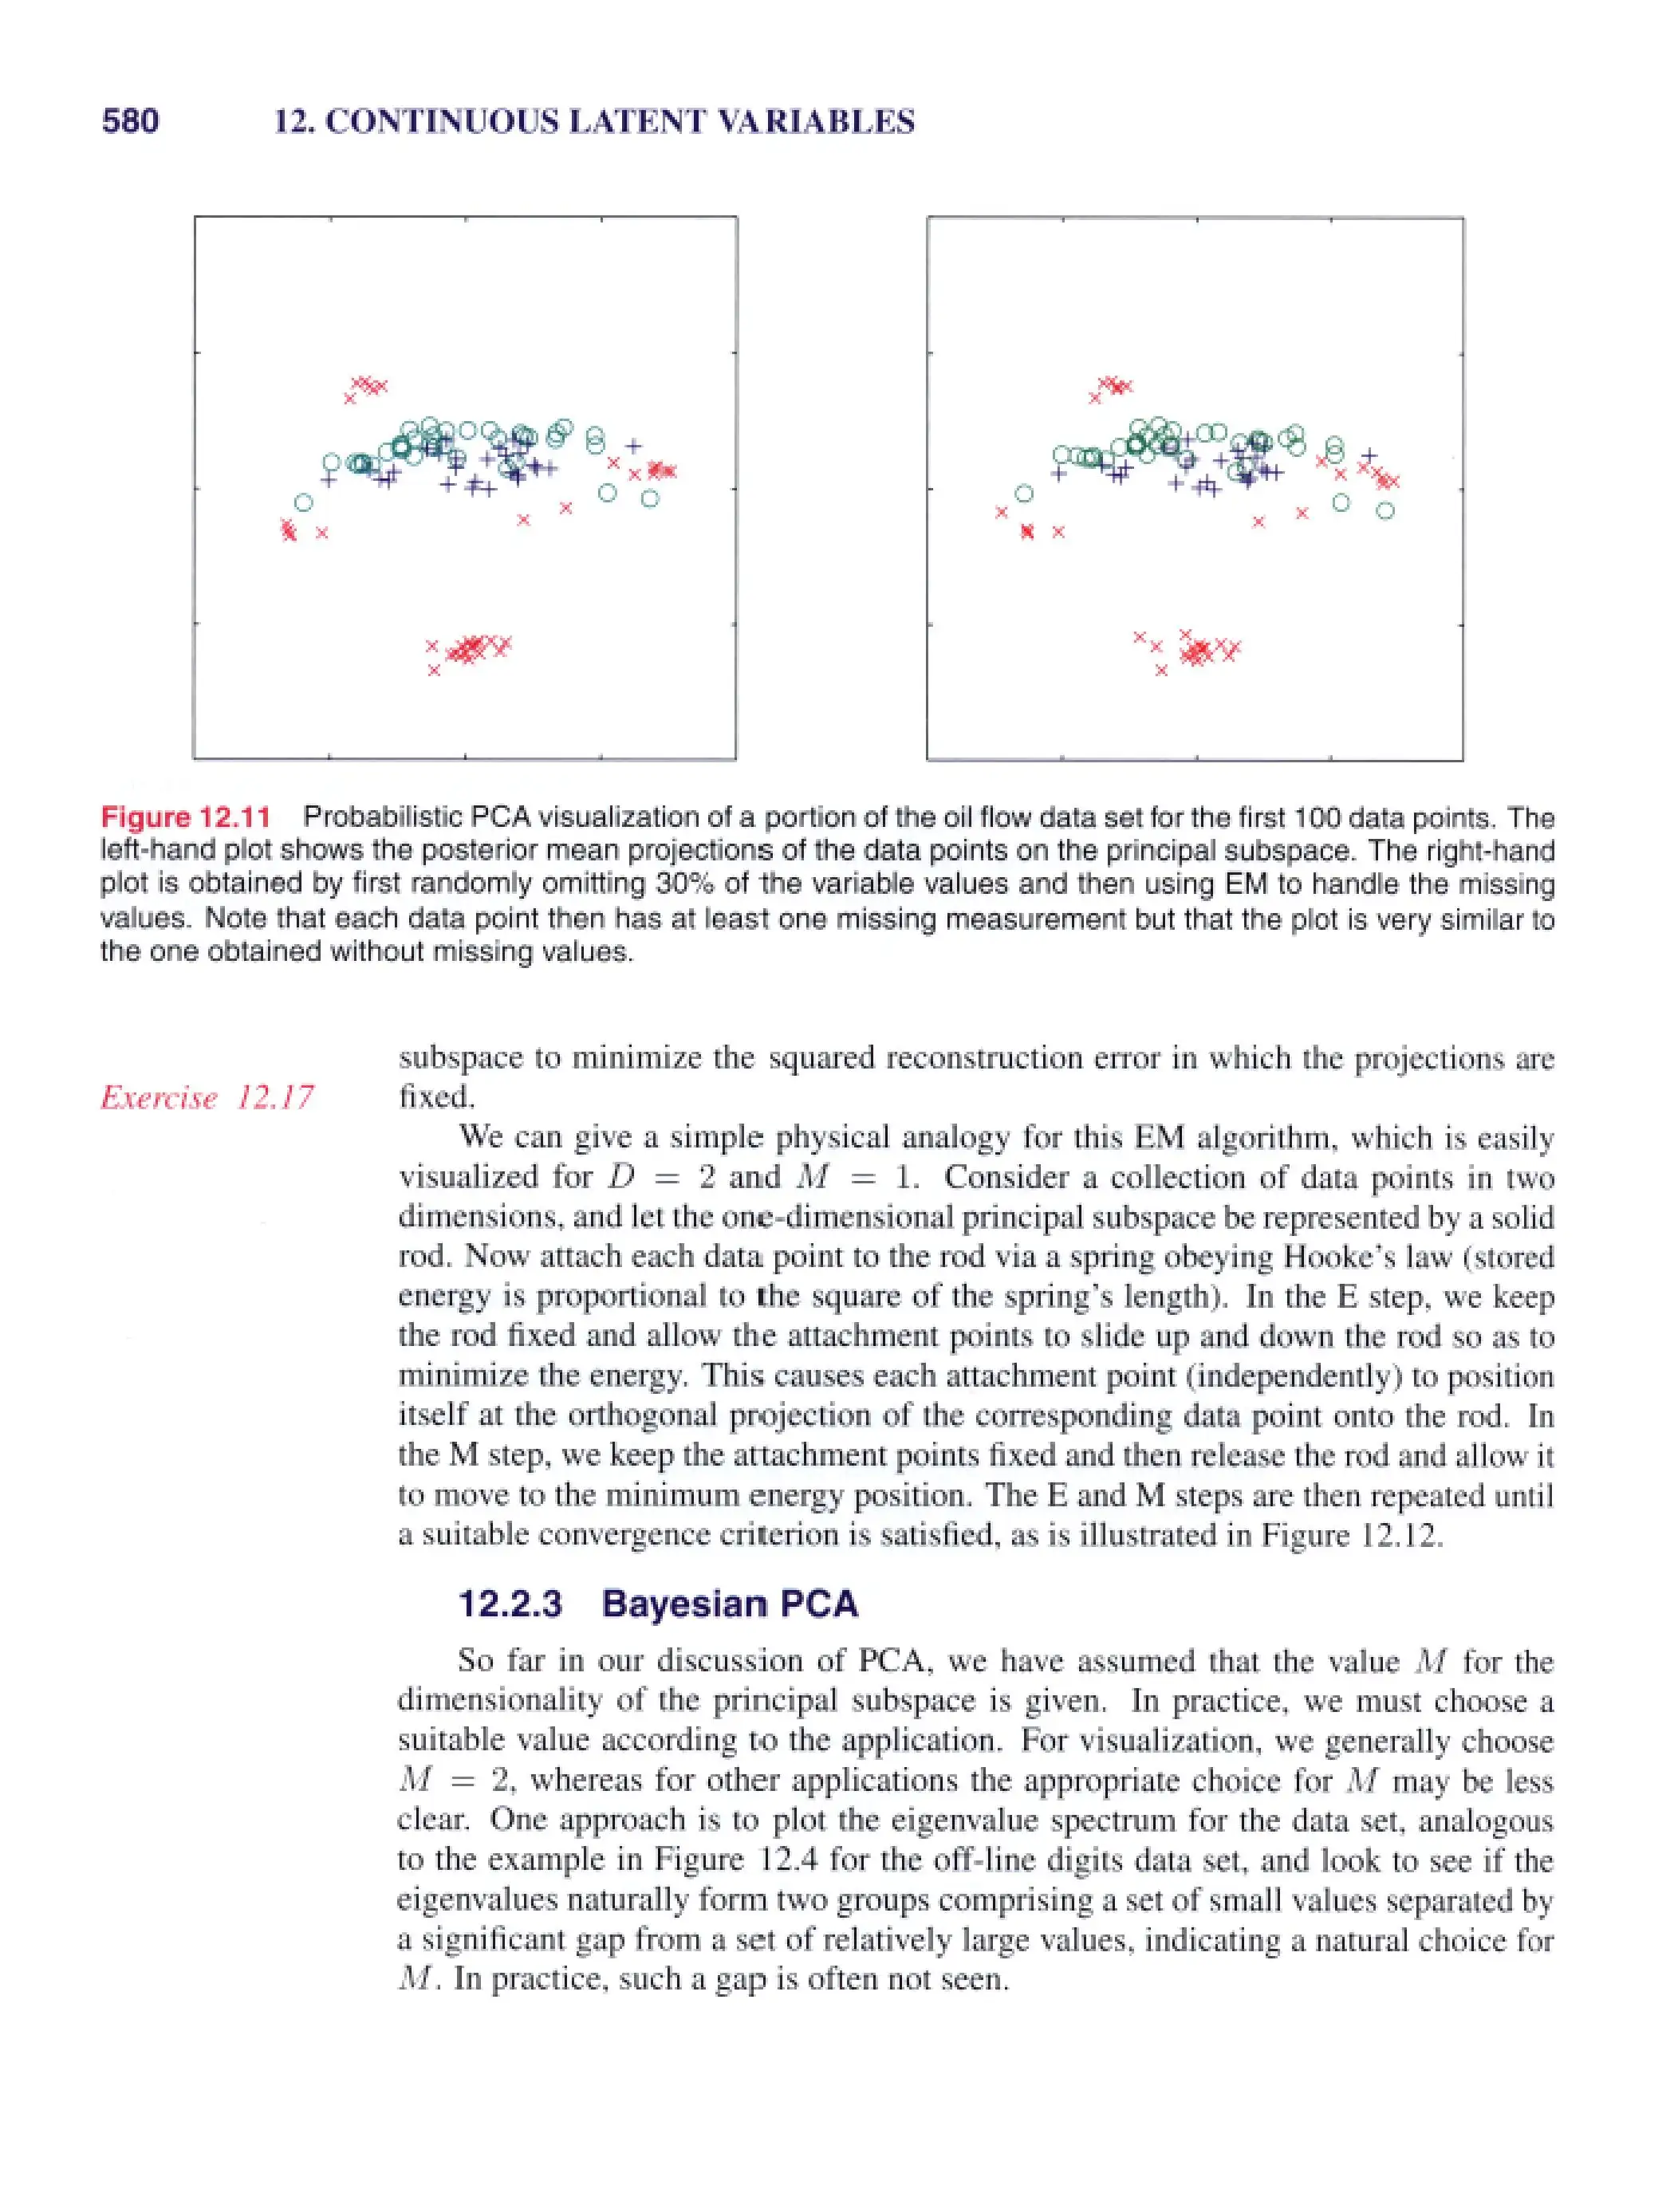 580 12. CONTINUOUS LATENT VARIABLES
Figure 12.11 Probabilistic PCA visualization of a portion of the oil flow data set for the first 100 data points. The
left-hand plot shows the posterior mean projections of the data points on the principal subspace. The right-hand
plot is obtained by first randomly omitting 30% of the variable values and then using EM to handle the missing
values. Note that each data point then has at least one missing measurement but that the plot is very similar to
the one obtained without missing values.
subspace to minimize the squared reconstruction error in which the projections are
Exercise 12.17 fixed.
We can give a simple physical analogy for this EM algorithm, which is easily
visualized for D = 2 and M = 1. Consider a collection of data points in two
dimensions, and let the one-dimensional principal subspace be represented by a solid
rod. Now attach each data point to the rod via a spring obeying Hooke's law (stored
energy is proportional to the square of the spring's length). In the E step, we keep
the rod fixed and allow the attachment points to slide up and down the rod so as to
minimize the energy. This causes each attachment point (independently) to position
itself at the orthogonal projection of the corresponding data point onto the rod. In
the M step, we keep the attachment points fixed and then release the rod and allow it
to move to the minimum energy position. The E and M steps are then repeated until
a suitable convergence criterion is satisfied, as is illustrated in Figure 12.12.
12.2.3 Bayesian PCA
So far in our discussion of PCA, we have assumed that the value M for the
dimensionality of the principal subspace is given. In practice, we must choose a
suitable value according to the application. For visualization, we generally choose
M = 2, whereas for other applications the appropriate choice for M may be less
clear. One approach is to plot the eigenvalue spectrum for the data set, analogous
to the example in Figure 12.4 for the off-line digits data set, and look to see if the
eigenvalues naturally form two groups comprising a set of small values separated by
a significant gap from a set of relatively large values, indicating a natural choice for
M. In practice, such a gap is often not seen.